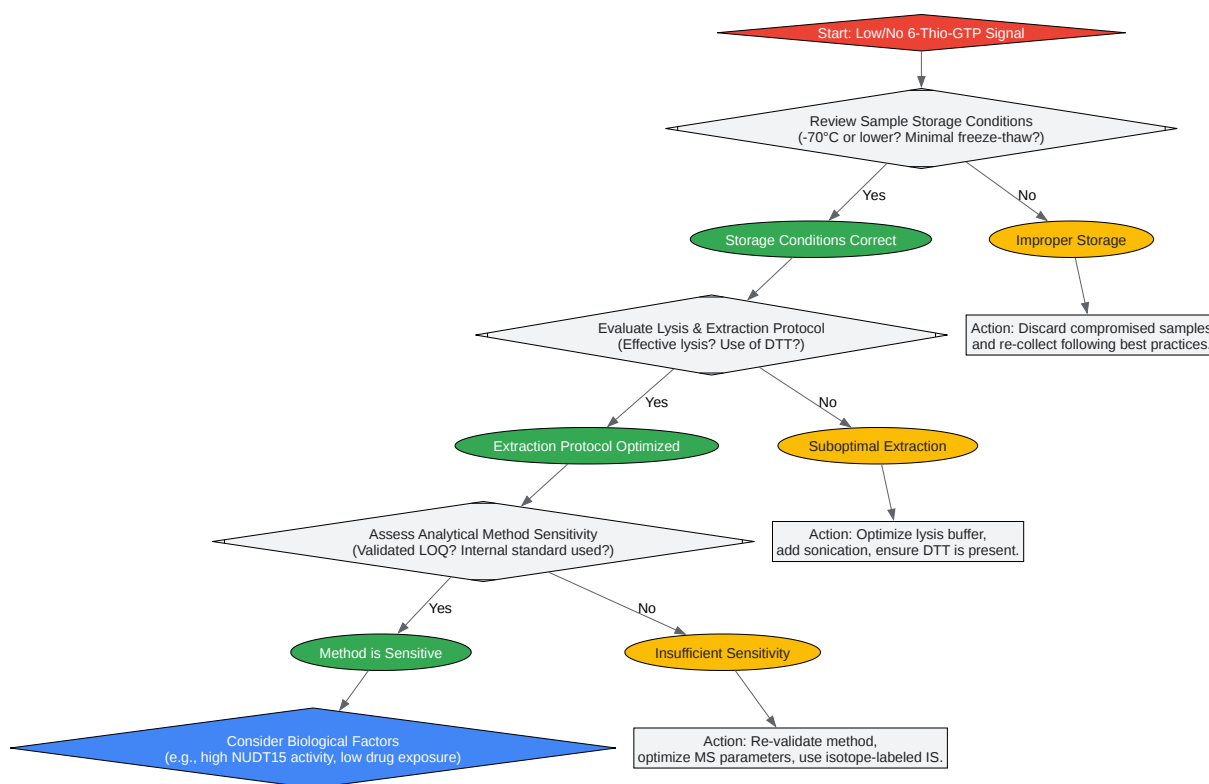 Start: Low/No 6-Thio-GTP Signal
Review Sample Storage Conditions
(-70°C or lower? Minimal freeze-thaw?)
Yes
No
Storage Conditions Correct
Improper Storage
Evaluate Lysis & Extraction Protocol
(Effective lysis? Use of DTT?)
Action: Discard compromised samples
and re-collect following best practices.
Yes
No
Extraction Protocol Optimized
Suboptimal Extraction
Assess Analytical Method Sensitivity
(Validated LOQ? Internal standard used?)
Action: Optimize lysis buffer,
add sonication, ensure DTT is present.
Yes
No
Method is Sensitive
Insufficient Sensitivity
Consider Biological Factors
(e.g., high NUDT15 activity, low drug exposure)
Action: Re-validate method,
optimize MS parameters, use isotope-labeled IS.